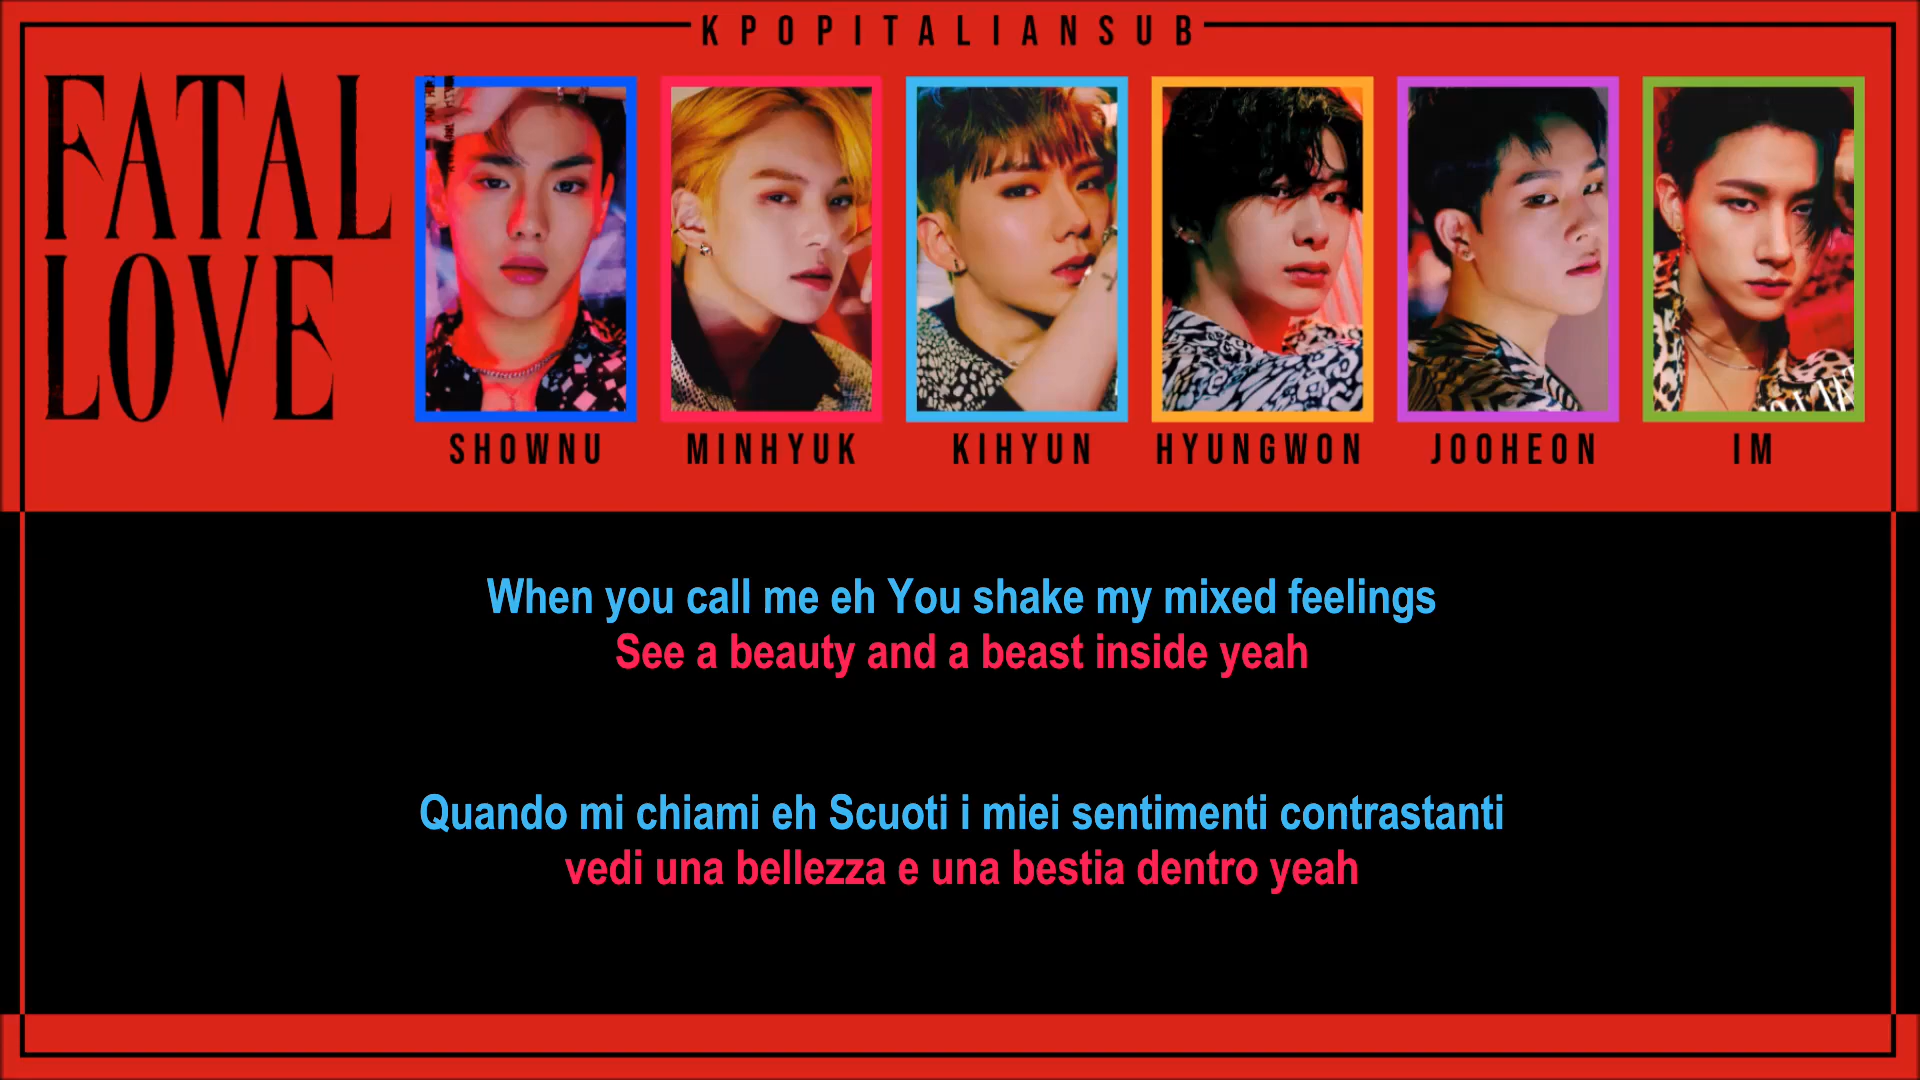 KPOPITALIANSUB
FATAL
LOVE
SHOWNU
MINHYUK
KIHYUN
HYUNGWON
JOOHEON
IM
When you call me eh You shake my mixed feelings
See a beauty and a beast inside yeah
Quando mi chiami eh Scuoti i miei sentimenti contrastanti
vedi una bellezza e una bestia dentro yeah